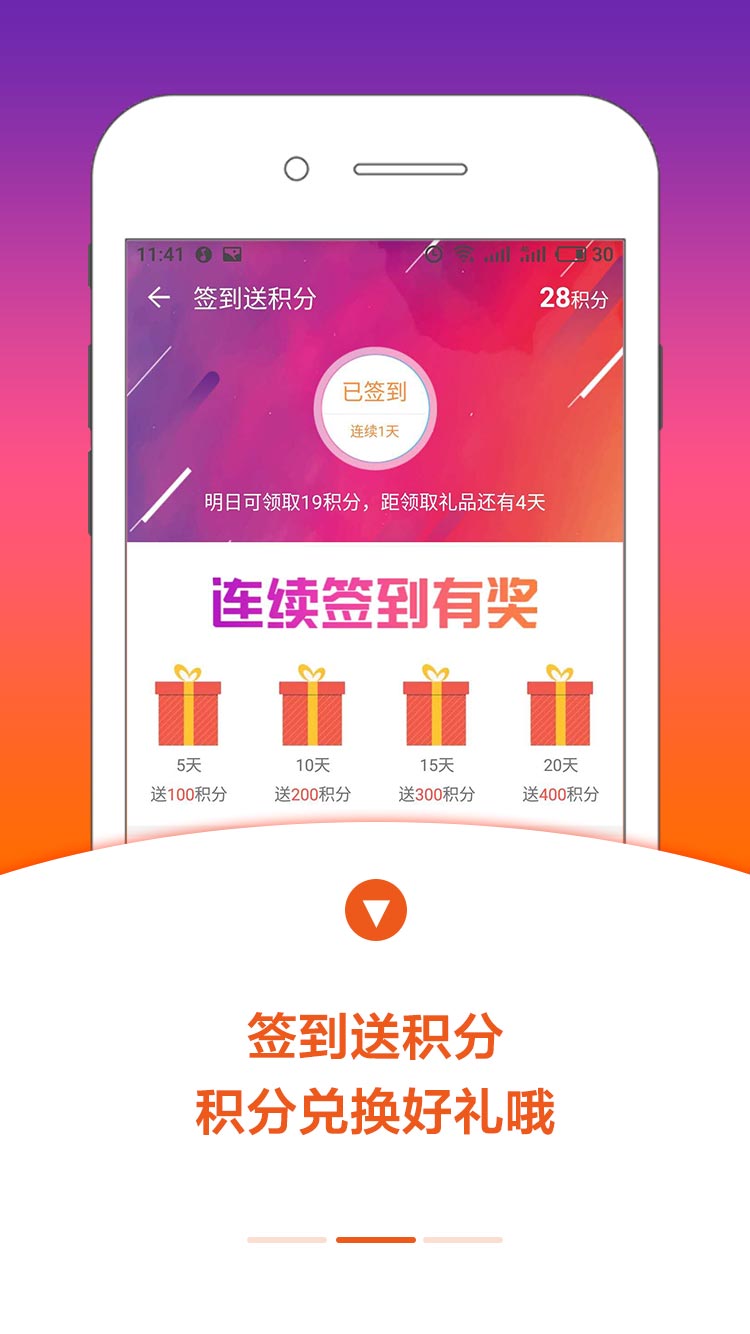 11:41
30
签到送积分
28积分
已签到
连续1天
明日可领取19积分，距领取礼品还有4天
连续签到有奖
5天
10天
15天
20天
送100积分
送200积分
送300积分
送400积分
签到送积分
积分兑换好礼哦